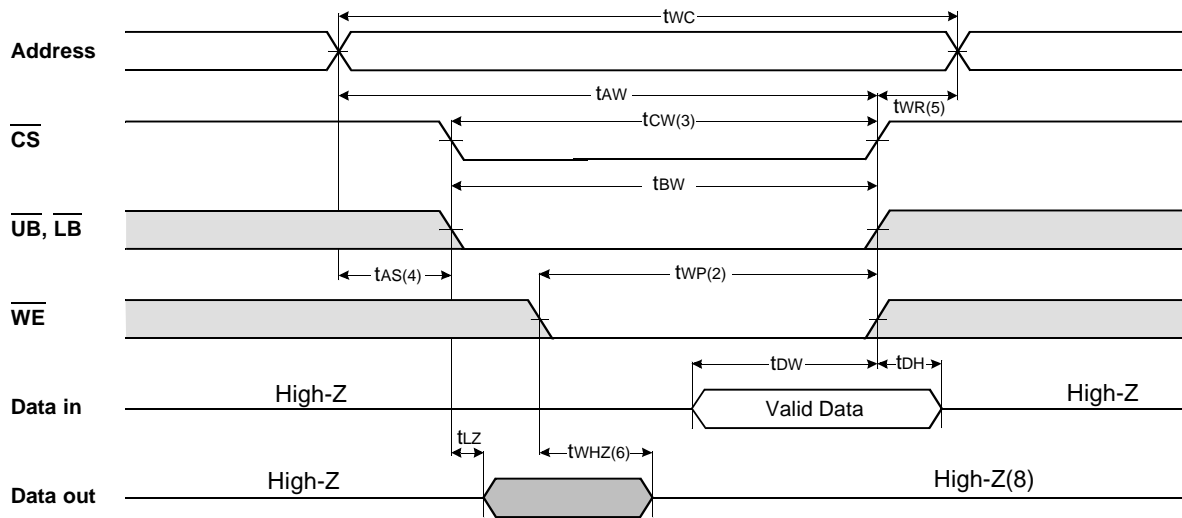 tWC
Address
tAW
tWR(5)
CS
tCW(3)
tBW
UB, LB
tAS(4)
tWP(2)
WE
tDW
tDH
Data in
High-Z
Valid Data
High-Z
tLZ
tWHZ(6)
Data out
High-Z
High-Z(8)